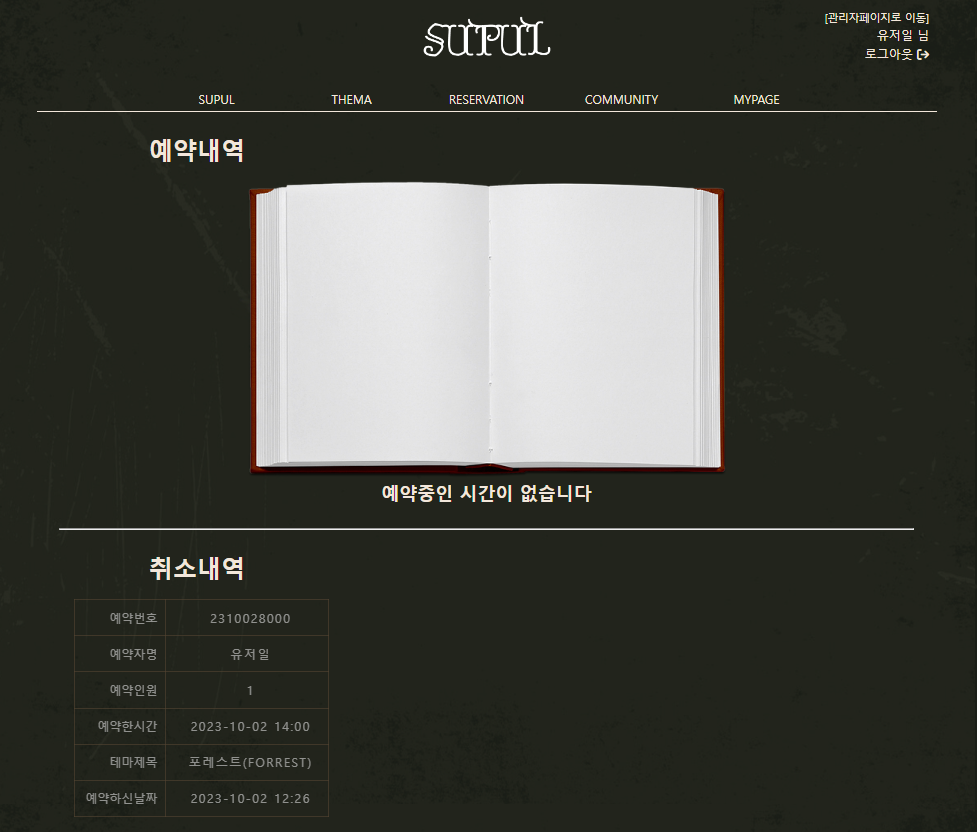 SUPUL
[관리자페이지로 이동]
유저일 님
로그아웃
SUPUL THEMA RESERVATION COMMUNITY MYPAGE
예약내역
예약중인 시간이 없습니다
취소내역
예약번호 2310028000
예약자명 유저일
예약인원 1
예약한시간 2023-10-02 14:00
테마제목 포레스트(FORREST)
예약하신날짜 2023-10-02 12:26